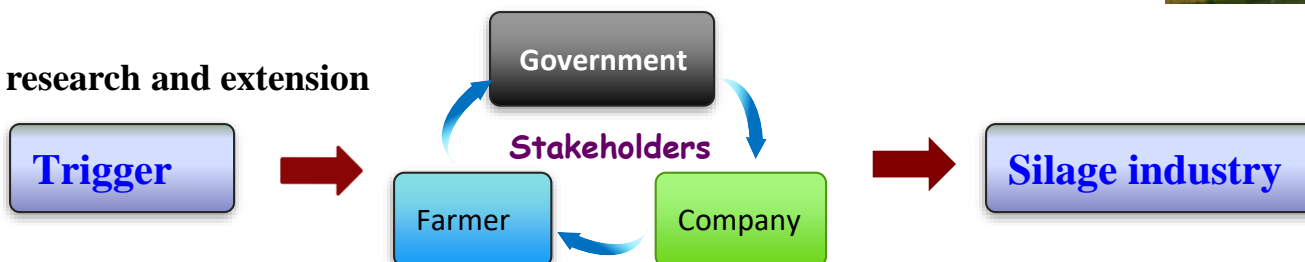 Government
research and extension
Stakeholders
Trigger
Silage industry
Farmer
Company